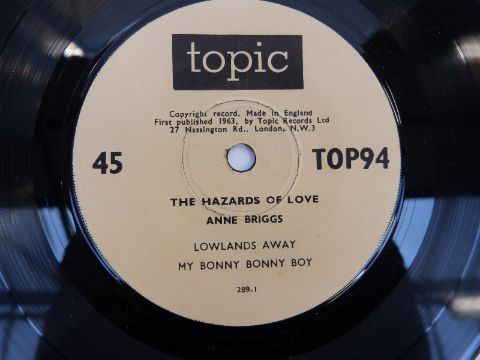 topic
Copyright record. Made in England
First published 1963, by Topic Records Ltd.
27 Nassington Rd., London, N.W.3
45
TOP94
THE HAZARDS OF LOVE
ANNE BRIGGS
LOWLANDS AWAY
MY BONNY BONNY BOY
289-1